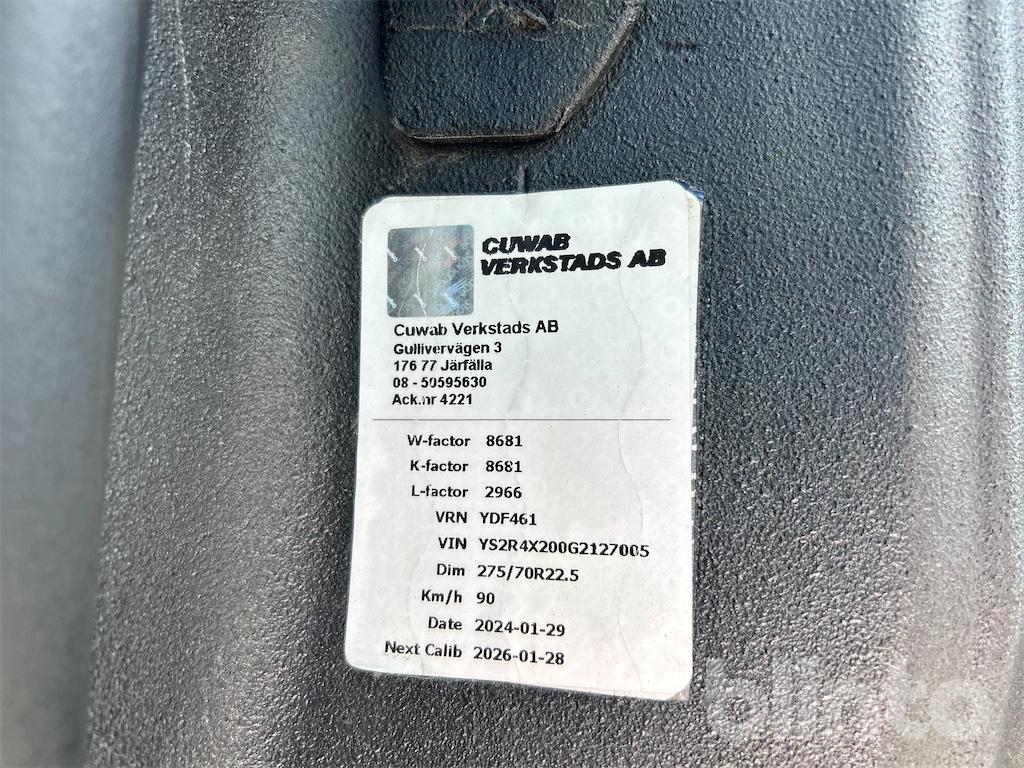 CUWAB
VERKSTADS AB
Cuwab Verkstads AB
Gullivervägen 3
176 77 Järfälla
08 - 50595630
Ack.nr 4221
W-factor 8681
K-factor 8681
L-factor 2966
VRN YDF461
VIN YS2R4X200G2127005
Dim 275/70R22.5
Km/h 90
Date 2024-01-29
Next Calib 2026-01-28
blinto